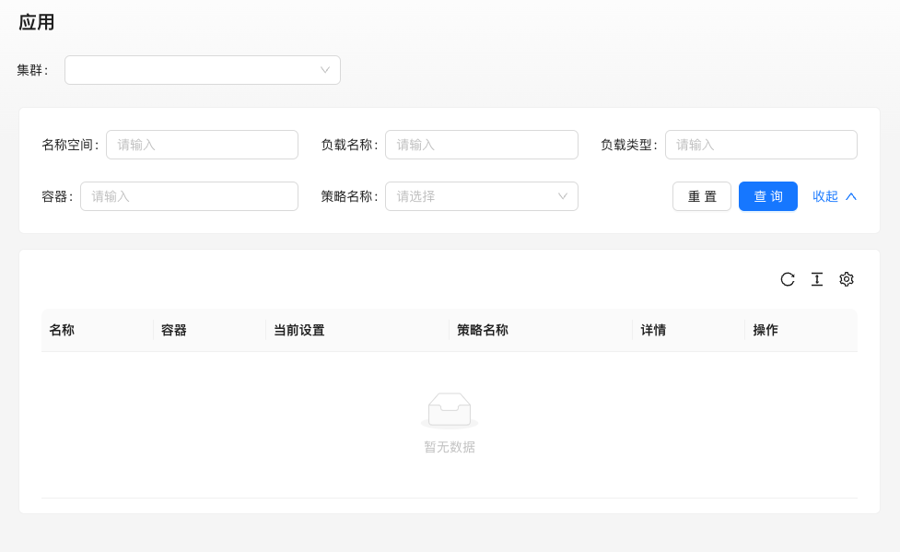 应用
集群：
名称空间： 请输入 负载名称： 请输入 负载类型： 请输入
容器： 请输入 策略名称： 请选择 重 置 查 询 收起
名称 容器 当前设置 策略名称 详情 操作
暂无数据